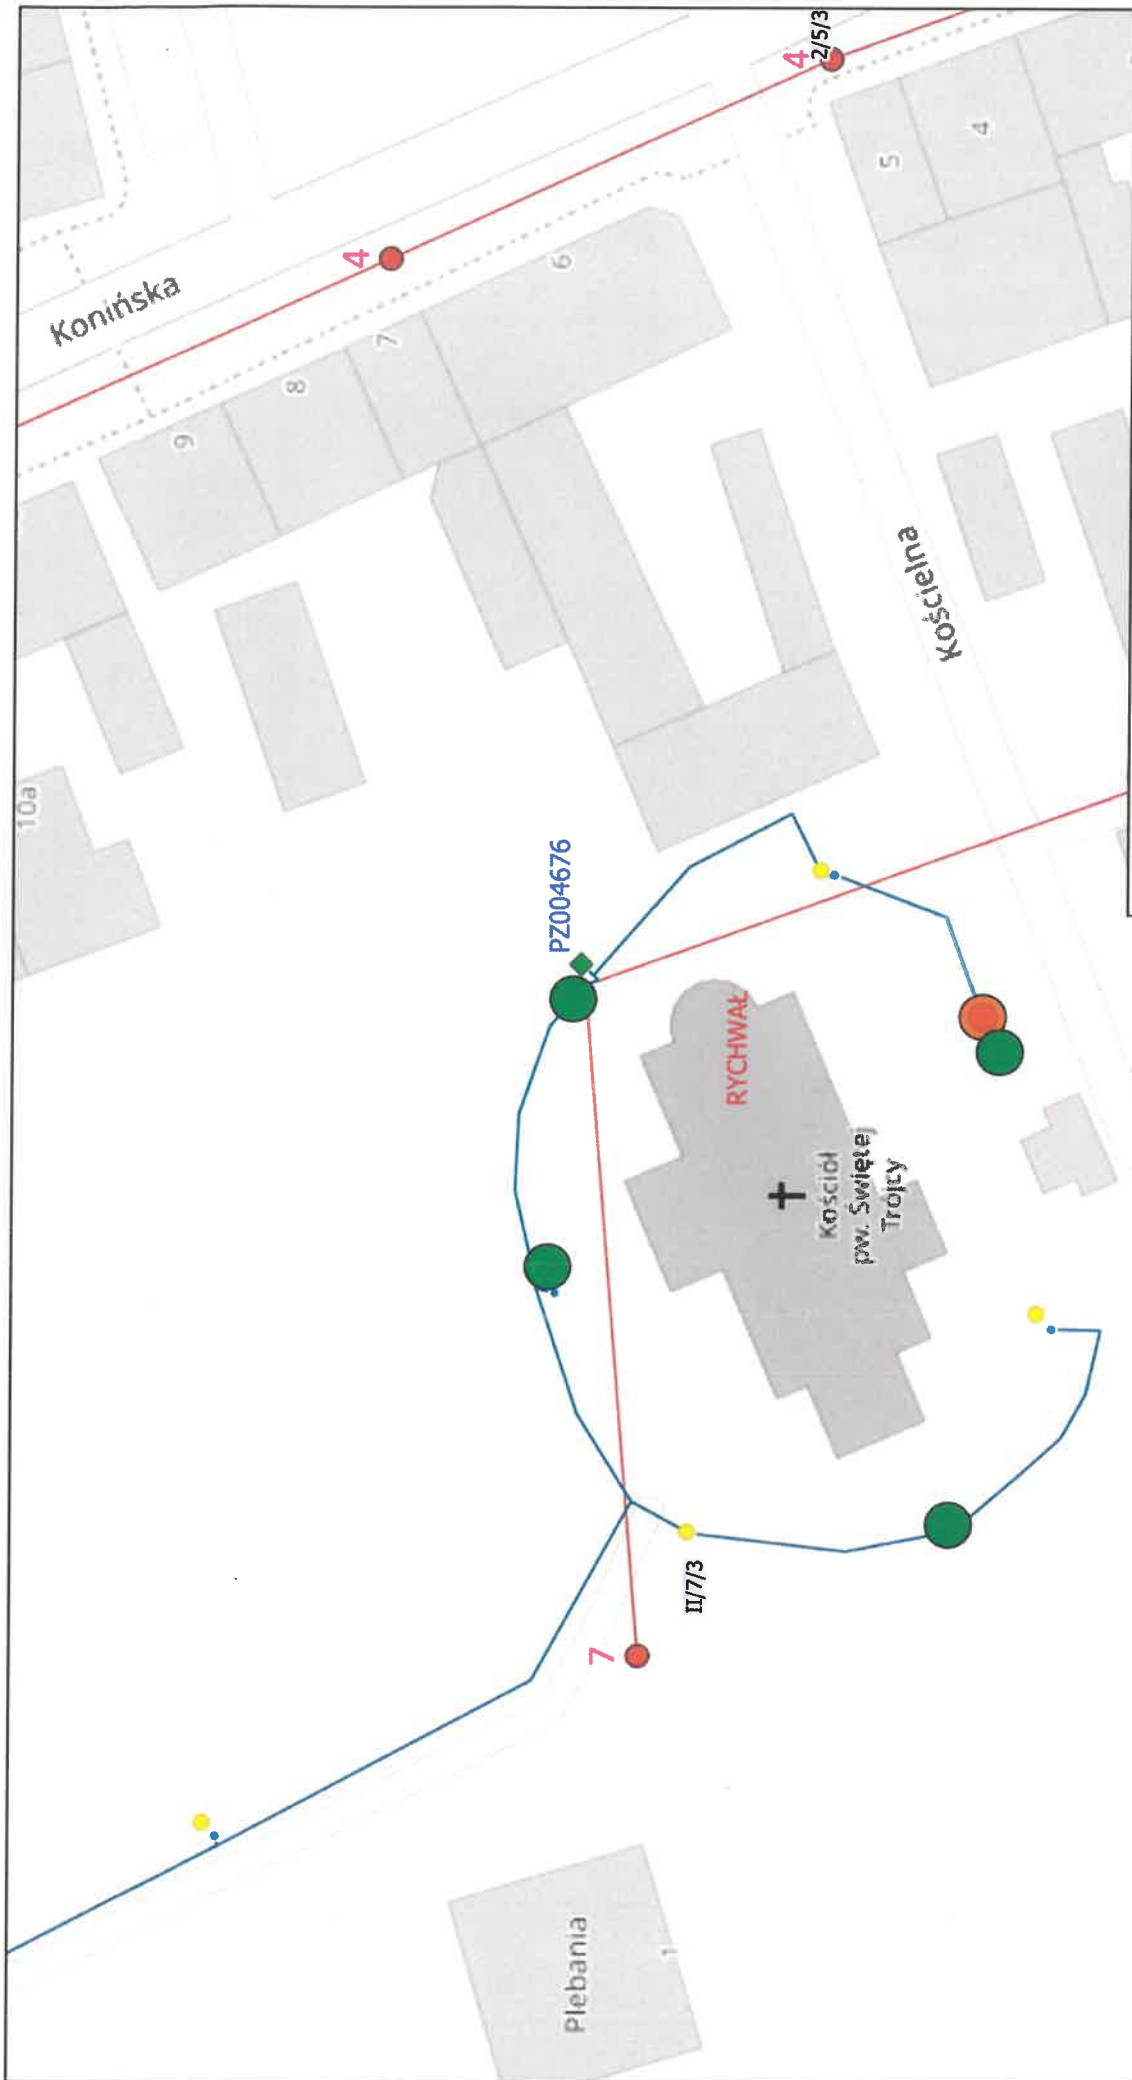 Konińska
4
4
2/5/3
9
8
7
6
5
4
10a
Kościelna
PZ004676
RYCHWAŁ
Kościół
pw. Świętej
Trójcy
II/7/3
7
Plebania
1